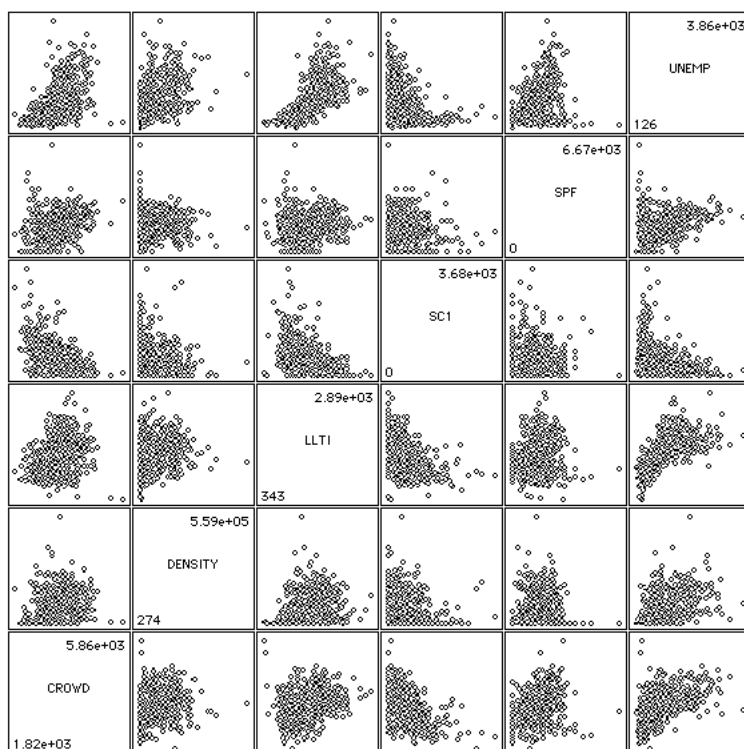 3.86e+03
UNEMP
126
6.67e+03
SPF
0
3.68e+03
SC1
0
2.89e+03
LLTI
343
5.59e+05
DENSITY
274
5.86e+03
CROWD
1.82e+03